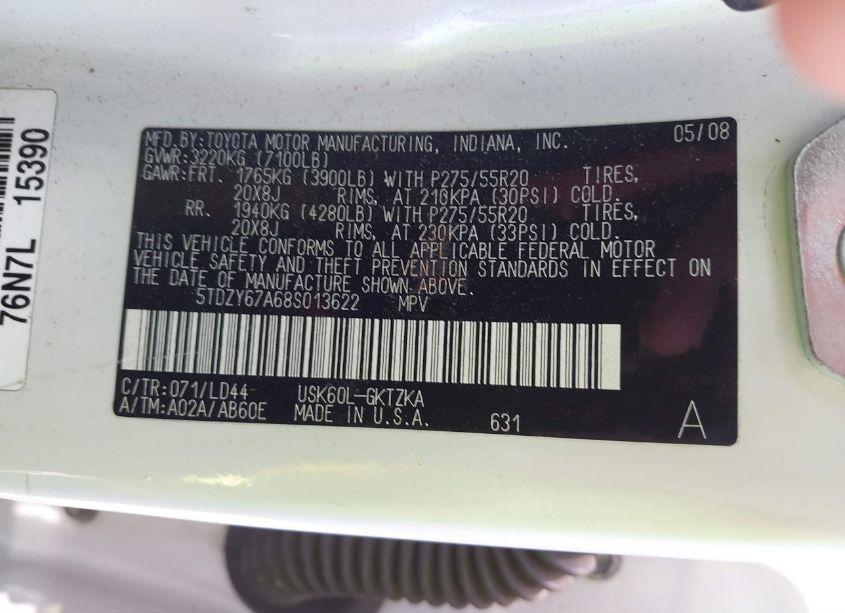 MFD.BY:TOYOTA MOTOR MANUFACTURING, INDIANA, INC. 05/08
GVWR:3220KG (7100LB)
GAWR:FRT. 1765KG (3900LB) WITH P275/55R20 TIRES,
20X8J RIMS, AT 210KPA (30PSI) COLD.
RR. 1940KG (4280LB) WITH P275/55R20 TIRES,
20X8J RIMS, AT 230KPA (33PSI) COLD.
THIS VEHICLE CONFORMS TO ALL APPLICABLE FEDERAL MOTOR
VEHICLE SAFETY AND THEFT PREVENTION STANDARDS IN EFFECT ON
THE DATE OF MANUFACTURE SHOWN ABOVE.
5TDZY67A68S013622 MPV
C/TR:071/LD44 USK60L-GKTZKA
A/TM:A02A/AB60E MADE IN U.S.A. 631 A
76N7L 15390